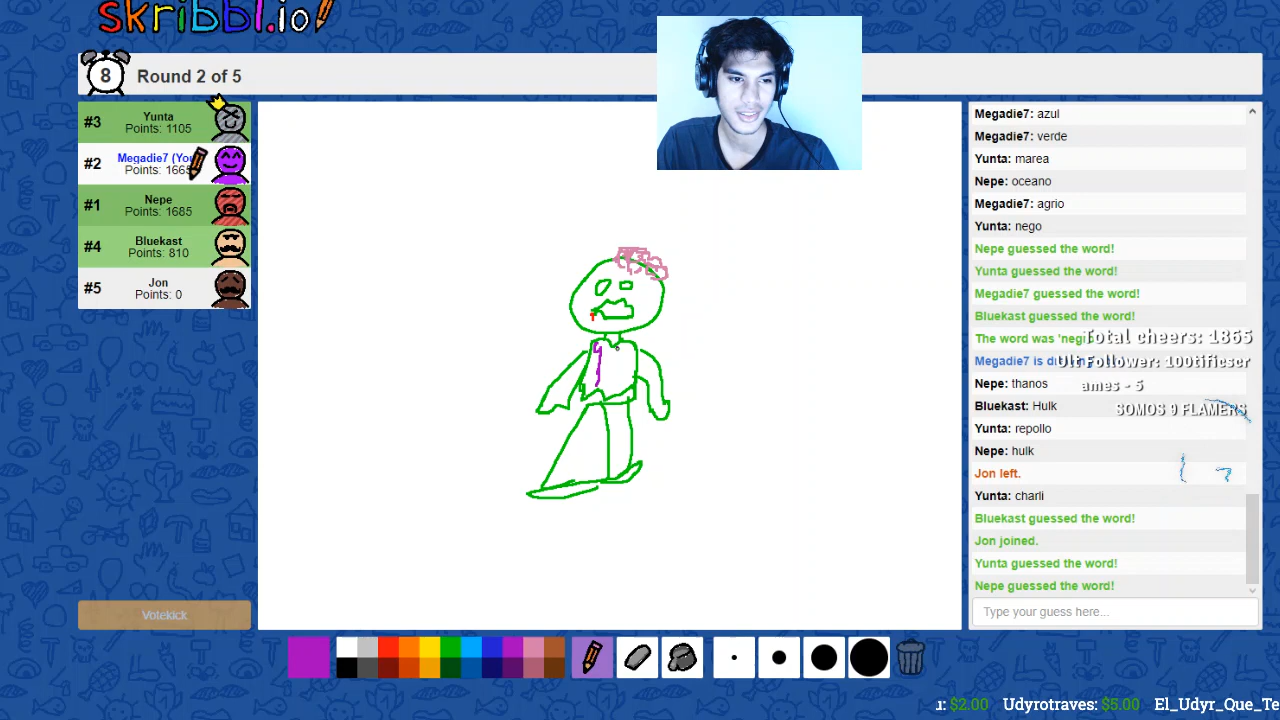 skribbl.io
8
Round 2 of 5
#3
Yunta
Points: 1105
#2
Megadie7 (You)
Points: 1665
#1
Nepe
Points: 1685
#4
Bluekast
Points: 810
#5
Jon
Points: 0
Votekick
Megadie7: azul
Megadie7: verde
Yunta: marea
Nepe: oceano
Megadie7: agrio
Yunta: nego
Nepe guessed the word!
Yunta guessed the word!
Megadie7 guessed the word!
Bluekast guessed the word!
The word was 'neg
Total cheers: 1865
Megadie7 is
Ult Follower: 100tificscr
Nepe: thanos
ames - 5
Bluekast: Hulk
SOMOS 9 FLAMERS
Yunta: repollo
Nepe: hulk
Jon left.
Yunta: charli
Bluekast guessed the word!
Jon joined.
Yunta guessed the word!
Nepe guessed the word!
Type your guess here...
: $2.00 Udyrotraves: $5.00 El_Udyr_Que_Te